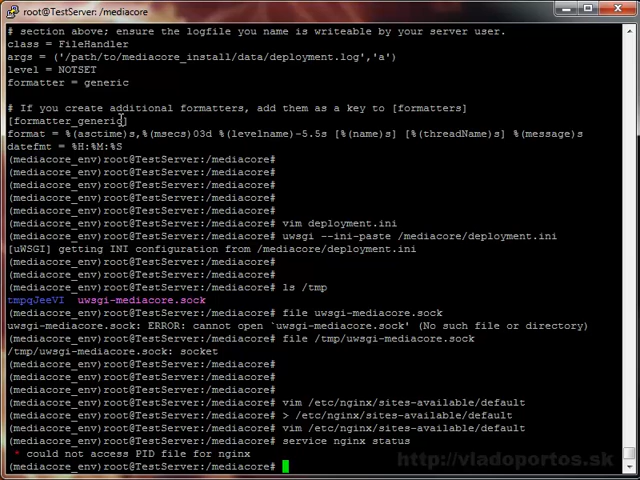 root@TestServer: /mediacore
# section above; ensure the logfile you name is writeable by your server user.
class = FileHandler
args = ('/path/to/mediacore_install/data/deployment.log','a')
level = NOTSET
formatter = generic
# If you create additional formatters, add them as a key to [formatters]
[formatter_generic]
format = %(asctime)s,%(msecs)03d %(levelname)-5.5s [%(name)s] [%(threadName)s] %(message)s
datefmt = %H:%M:%S
(mediacore_env)root@TestServer:/mediacore#
(mediacore_env)root@TestServer:/mediacore#
(mediacore_env)root@TestServer:/mediacore#
(mediacore_env)root@TestServer:/mediacore#
(mediacore_env)root@TestServer:/mediacore#
(mediacore_env)root@TestServer:/mediacore# vim deployment.ini
(mediacore_env)root@TestServer:/mediacore# uwsgi --ini-paste /mediacore/deployment.ini
[uWSGI] getting INI configuration from /mediacore/deployment.ini
(mediacore_env)root@TestServer:/mediacore#
(mediacore_env)root@TestServer:/mediacore#
(mediacore_env)root@TestServer:/mediacore# ls /tmp
tmpqJeeVI  uwsgi-mediacore.sock
(mediacore_env)root@TestServer:/mediacore# file uwsgi-mediacore.sock
uwsgi-mediacore.sock: ERROR: cannot open `uwsgi-mediacore.sock' (No such file or directory)
(mediacore_env)root@TestServer:/mediacore# file /tmp/uwsgi-mediacore.sock
/tmp/uwsgi-mediacore.sock: socket
(mediacore_env)root@TestServer:/mediacore#
(mediacore_env)root@TestServer:/mediacore#
(mediacore_env)root@TestServer:/mediacore#
(mediacore_env)root@TestServer:/mediacore# vim /etc/nginx/sites-available/default
(mediacore_env)root@TestServer:/mediacore# > /etc/nginx/sites-available/default
(mediacore_env)root@TestServer:/mediacore# vim /etc/nginx/sites-available/default
(mediacore_env)root@TestServer:/mediacore# service nginx status
* could not access PID file for nginx
(mediacore_env)root@TestServer:/mediacore#
http://vladoportos.sk